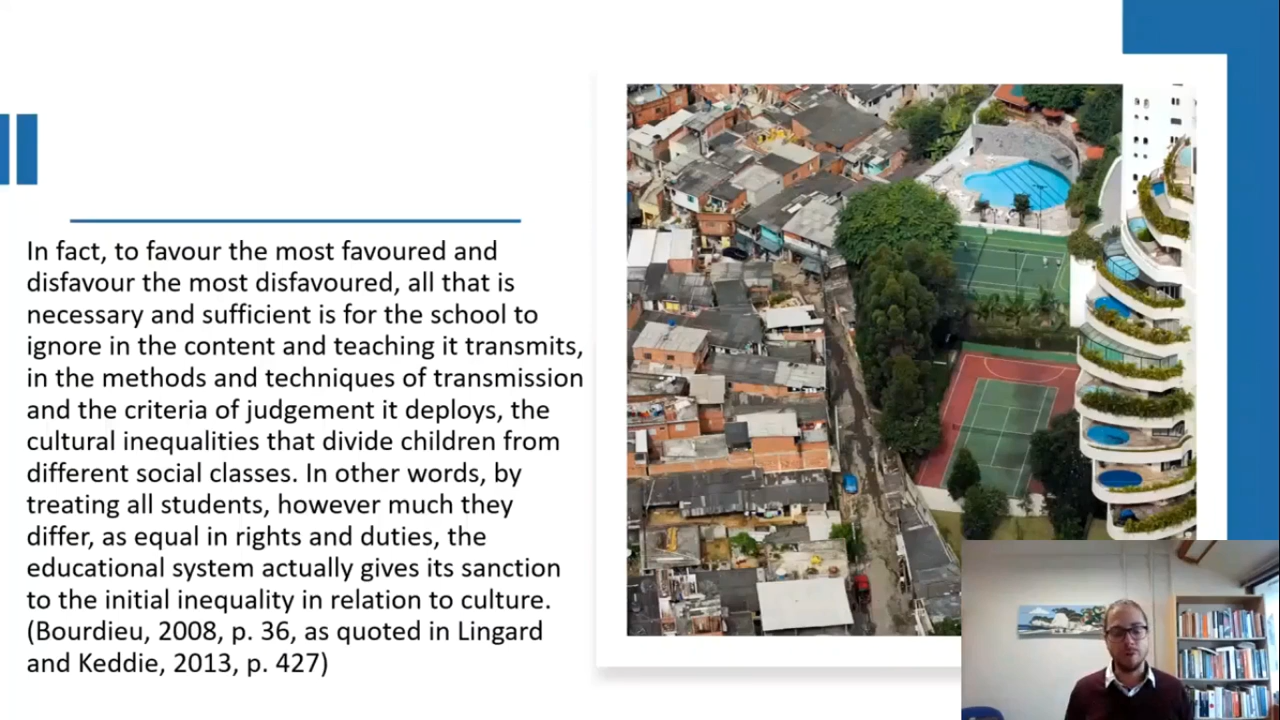 In fact, to favour the most favoured and
disfavour the most disfavoured, all that is
necessary and sufficient is for the school to
ignore in the content and teaching it transmits,
in the methods and techniques of transmission
and the criteria of judgement it deploys, the
cultural inequalities that divide children from
different social classes. In other words, by
treating all students, however much they
differ, as equal in rights and duties, the
educational system actually gives its sanction
to the initial inequality in relation to culture.
(Bourdieu, 2008, p. 36, as quoted in Lingard
and Keddie, 2013, p. 427)